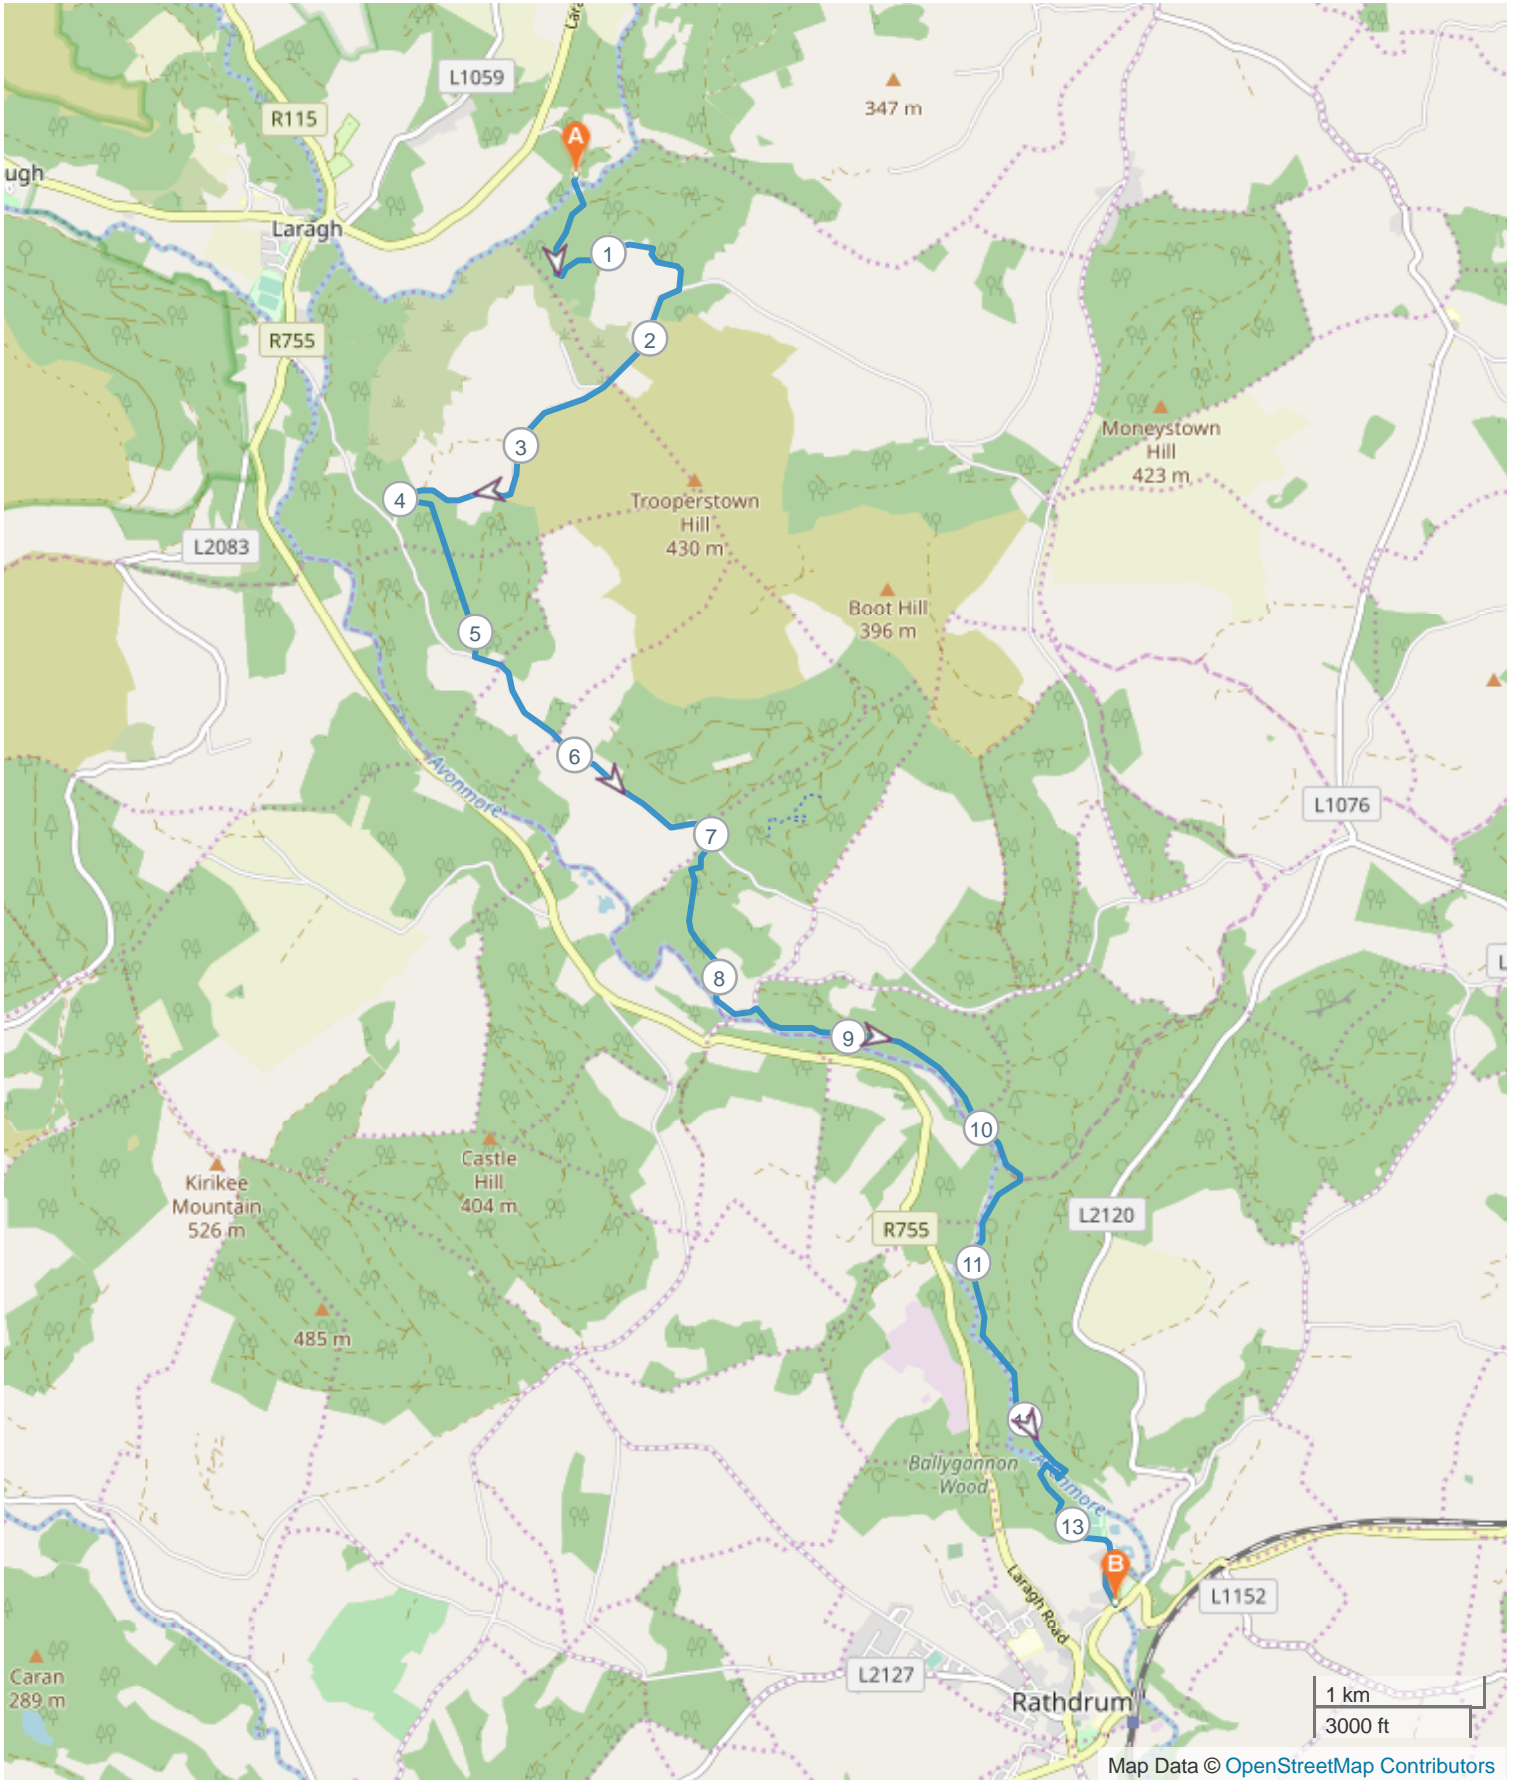 Lara
L1059
347 m
R115
A
ugh
Laragh
1
2
R755
Moneystown
Hill
423 m
3
4
Trooperstown
Hill
430 m
L2083
Boot Hill
396 m
5
6
Avonmore
L1076
7
8
L
9
10
Castle
Hill
404 m
Kirikee
Mountain
526 m
L2120
R755
11
485 m
Ballygannon
Wood
13
B
Laragh Road
L1152
Caran
289 m
L2127
Rathdrum
1 km
3000 ft
Map Data © OpenStreetMap Contributors